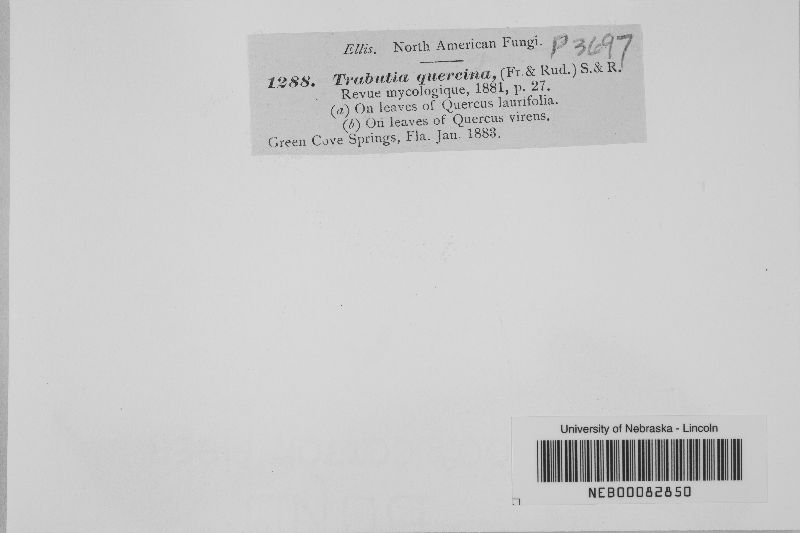 Ellis. North American Fungi. P3697
1288. Trabutia quercina, (Fr. & Rud.) S. & R.
Revue mycologique, 1881, p. 27.
(a) On leaves of Quercus laurifolia.
(b) On leaves of Quercus virens.
Green Cove Springs, Fla. Jan. 1883.
University of Nebraska - Lincoln
NEB00082850